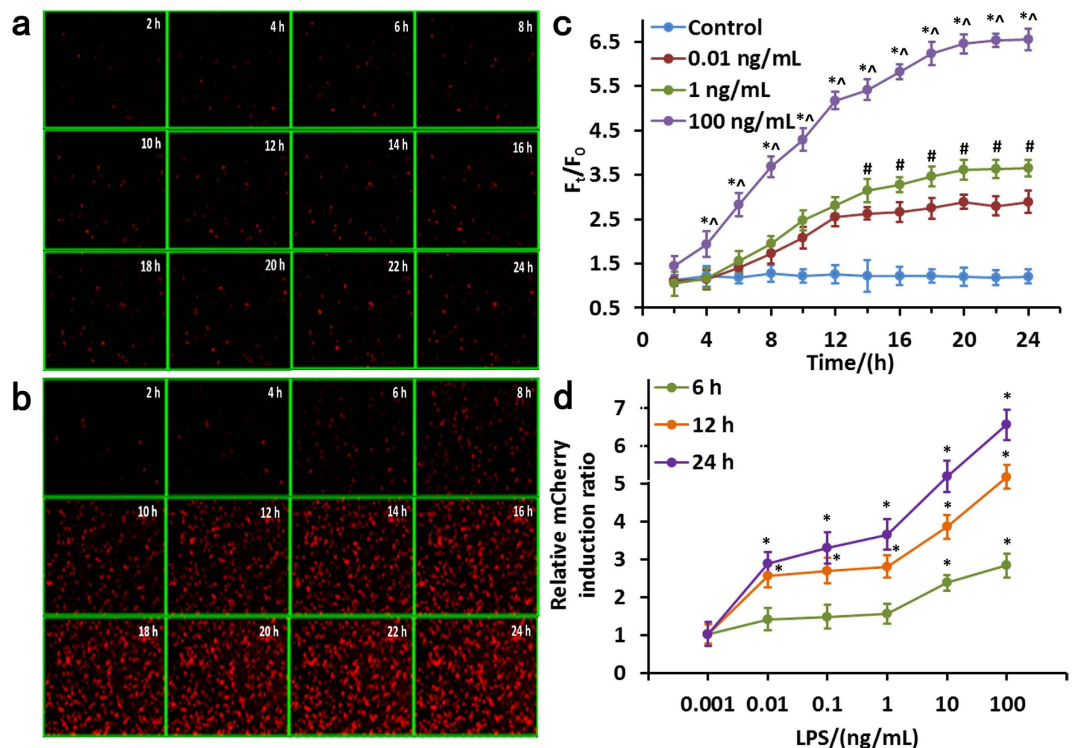 a
2 h 4 h 6 h 8 h
10 h 12 h 14 h 16 h
18 h 20 h 22 h 24 h
b
2 h 4 h 6 h 8 h
10 h 12 h 14 h 16 h
18 h 20 h 22 h 24 h
c
Control
0.01 ng/mL
1 ng/mL
100 ng/mL
*^ *^ *^ *^ *^ *^ *^ *^ *^ *^ *^
# # # # # #
6.5
5.5
4.5
3.5
2.5
1.5
0.5
Ft/F0
0 4 8 12 16 20 24
Time/(h)
d
6 h
12 h
24 h
* * * * *
* * * * *
* *
7
6
5
4
3
2
1
0
Relative mCherry
induction ratio
0.001 0.01 0.1 1 10 100
LPS/(ng/mL)